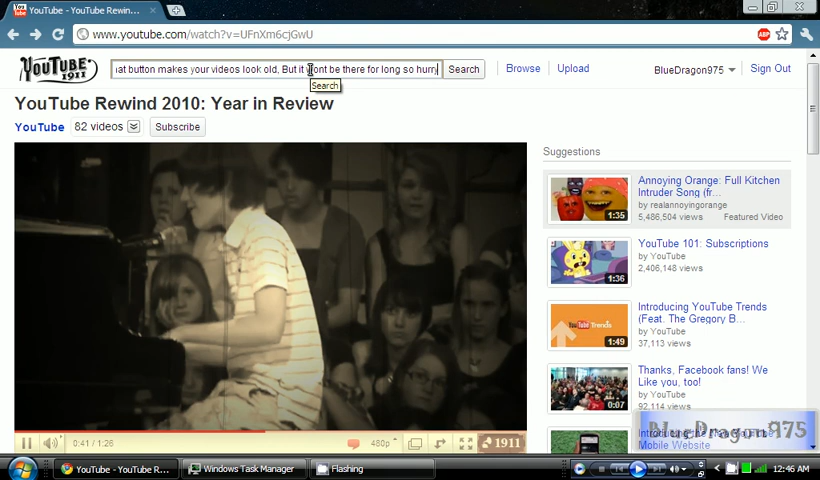 YouTube - YouTube Rewin...
www.youtube.com/watch?v=UFnXm6cjGwU
ABP
YOUTUBE
1911
at button makes your videos look old, But it wont be there for long so hurry
Search
Browse
Upload
BlueDragon975
Sign Out
Search
YouTube Rewind 2010: Year in Review
YouTube
82 videos
Subscribe
Suggestions
Annoying Orange: Full Kitchen
Intruder Song (fr...
by realannoyingorange
5,486,504 views
Featured Video
1:35
YouTube 101: Subscriptions
by YouTube
2,406,148 views
1:36
Introducing YouTube Trends
(Feat. The Gregory B...
by YouTube
37,113 views
Trends
1:49
Thanks, Facebook fans! We
Like you, too!
by YouTube
92,114 views
0:07
BlueDragon975
Mobile Website
0:41 / 1:26
480p
1911
YouTube - YouTube R...
Windows Task Manager
Flashing
12:46 AM